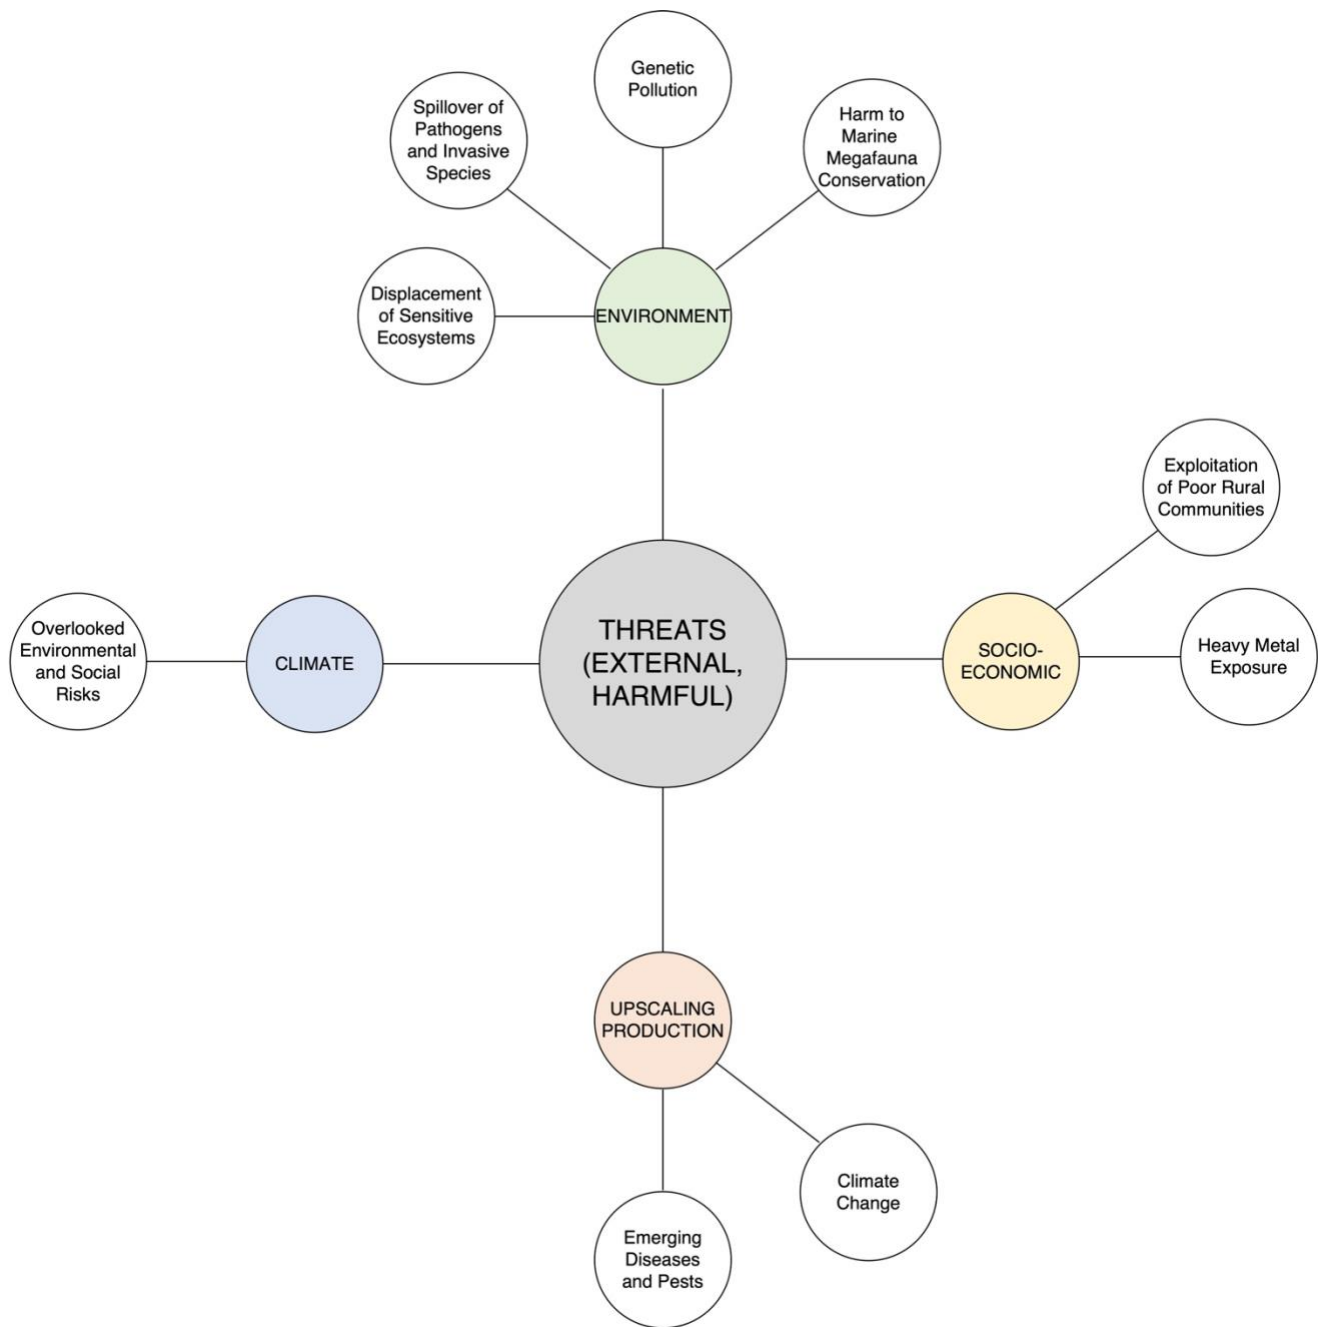 Genetic
Pollution
Spillover of
Pathogens
and Invasive
Species
Harm to
Marine
Megafauna
Conservation
Displacement
of Sensitive
Ecosystems
ENVIRONMENT
Exploitation
of Poor Rural
Communities
Overlooked
Environmental
and Social
Risks
CLIMATE
THREATS
(EXTERNAL,
HARMFUL)
SOCIO-
ECONOMIC
Heavy Metal
Exposure
UPSCALING
PRODUCTION
Climate
Change
Emerging
Diseases
and Pests